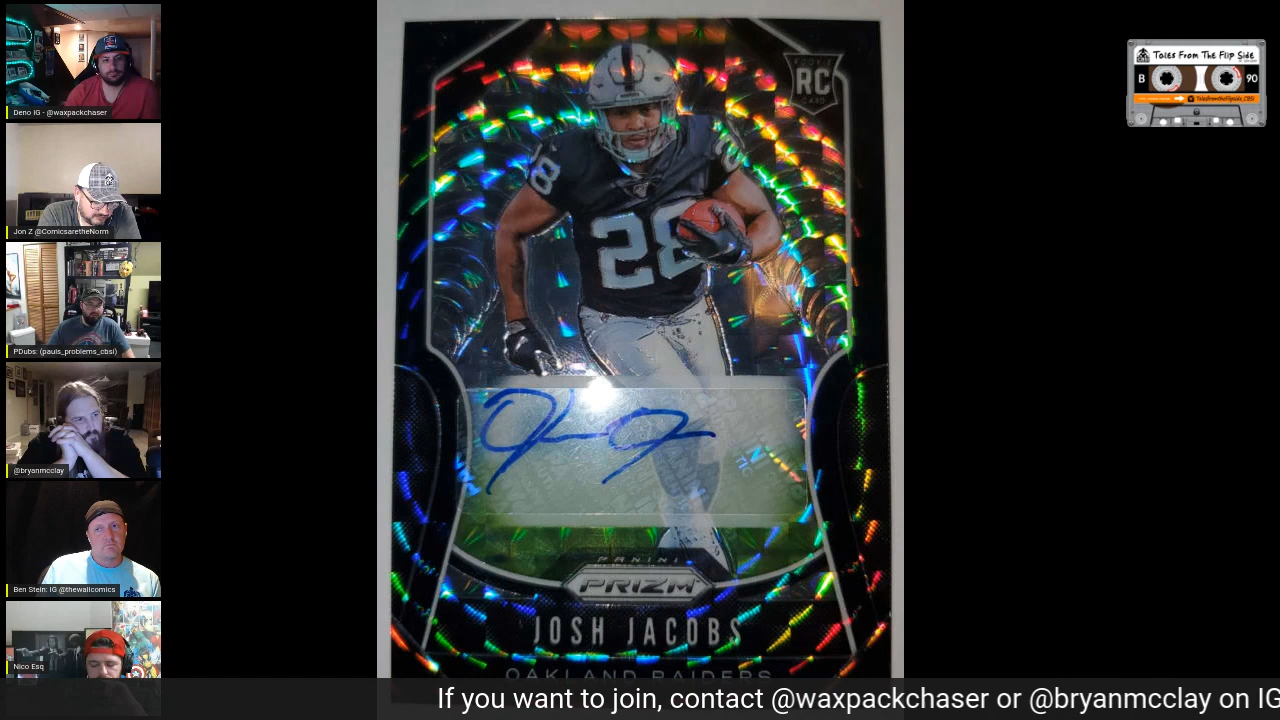 Deno IG - @waxpackchaser
Jon Z @ComicsaretheNorm
PDubs: (pauls_problems_cbsi)
@bryanmcclay
Ben Stein: IG @thewallcomics
Nico Esq
ROOKIE
RC
CARD
28
28
PANINI
PRIZM
JOSH JACOBS
OAKLAND RAIDERS
Tales From The Flip Side
B
90
If you want to join, contact @waxpackchaser or @bryanmcclay on IG